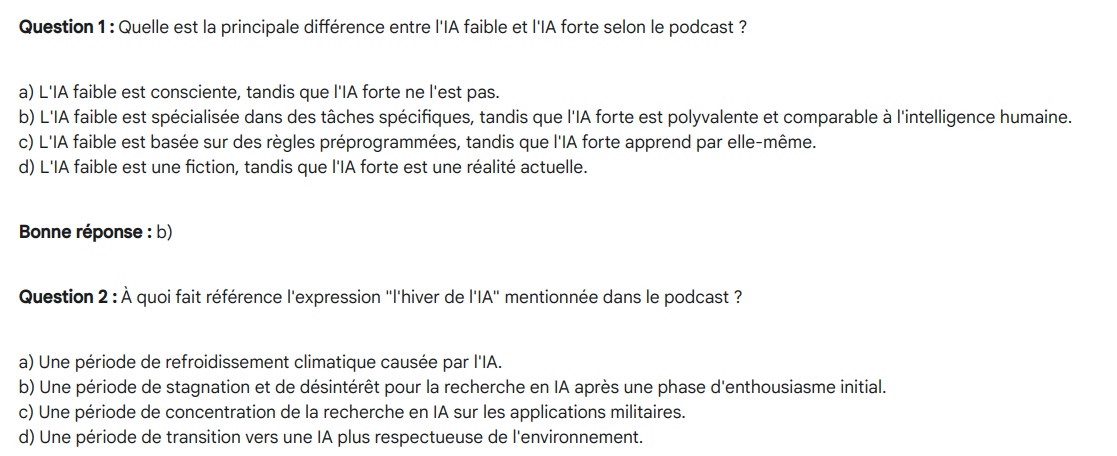 Question 1 : Quelle est la principale différence entre l'IA faible et l'IA forte selon le podcast ?
a) L'IA faible est consciente, tandis que l'IA forte ne l'est pas.
b) L'IA faible est spécialisée dans des tâches spécifiques, tandis que l'IA forte est polyvalente et comparable à l'intelligence humaine.
c) L'IA faible est basée sur des règles préprogrammées, tandis que l'IA forte apprend par elle-même.
d) L'IA faible est une fiction, tandis que l'IA forte est une réalité actuelle.
Bonne réponse : b)
Question 2 : À quoi fait référence l'expression "l'hiver de l'IA" mentionnée dans le podcast ?
a) Une période de refroidissement climatique causée par l'IA.
b) Une période de stagnation et de désintérêt pour la recherche en IA après une phase d'enthousiasme initial.
c) Une période de concentration de la recherche en IA sur les applications militaires.
d) Une période de transition vers une IA plus respectueuse de l'environnement.